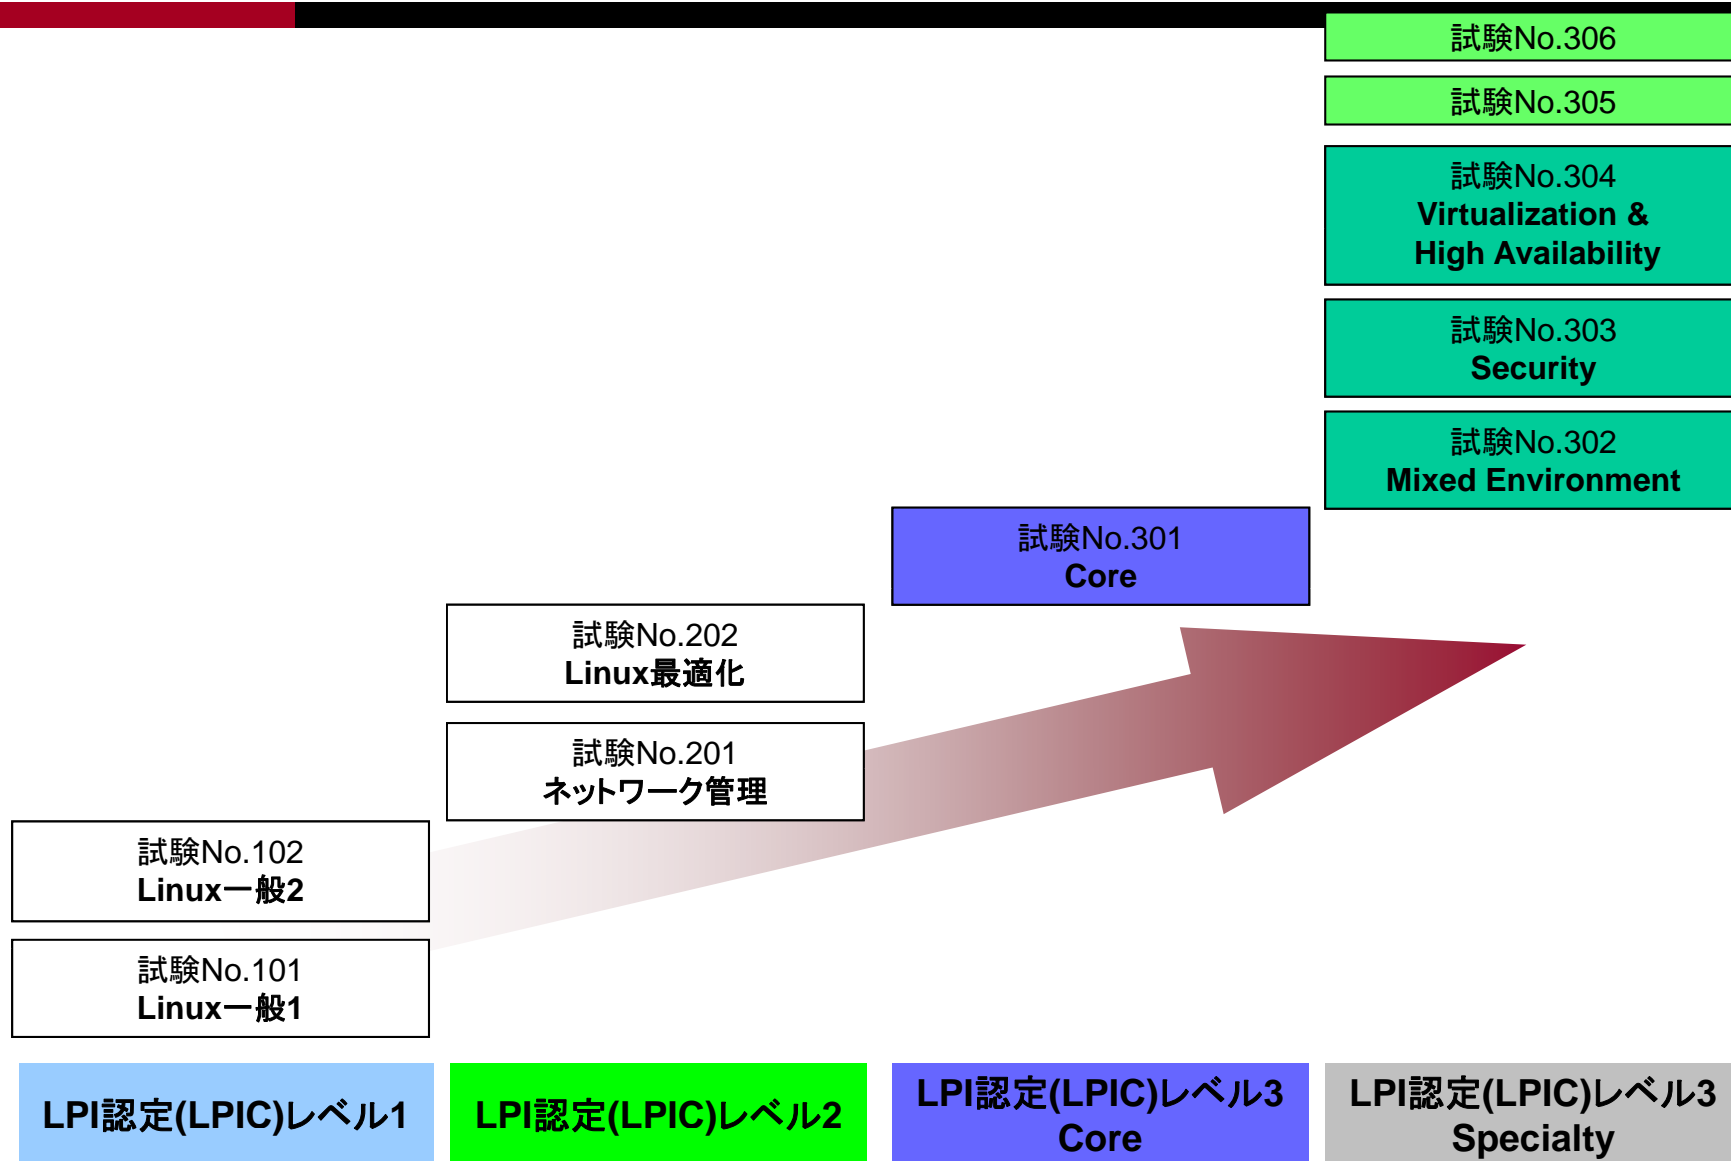 試験No.306
試験No.305
試験No.304
Virtualization &
High Availability
試験No.303
Security
試験No.302
Mixed Environment
試験No.301
Core
試験No.202
Linux最適化
試験No.201
ネットワーク管理
試験No.102
Linux一般2
試験No.101
Linux一般1
LPI認定(LPIC)レベル1
LPI認定(LPIC)レベル2
LPI認定(LPIC)レベル3
Core
LPI認定(LPIC)レベル3
Specialty